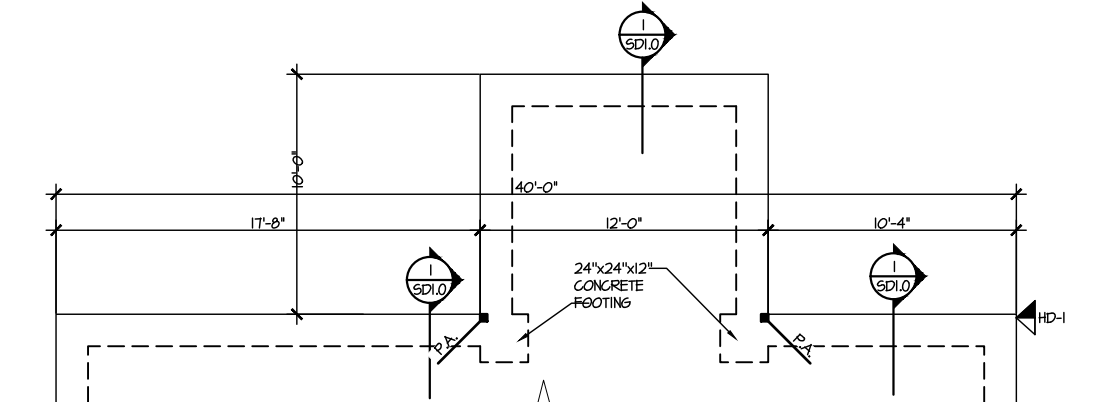 1
SD1.0
10'-0"
40'-0"
17'-8"
12'-0"
10'-4"
1
SD1.0
24"x24"x12"
CONCRETE
FOOTING
1
SD1.0
HD-1
P.A.
P.A.